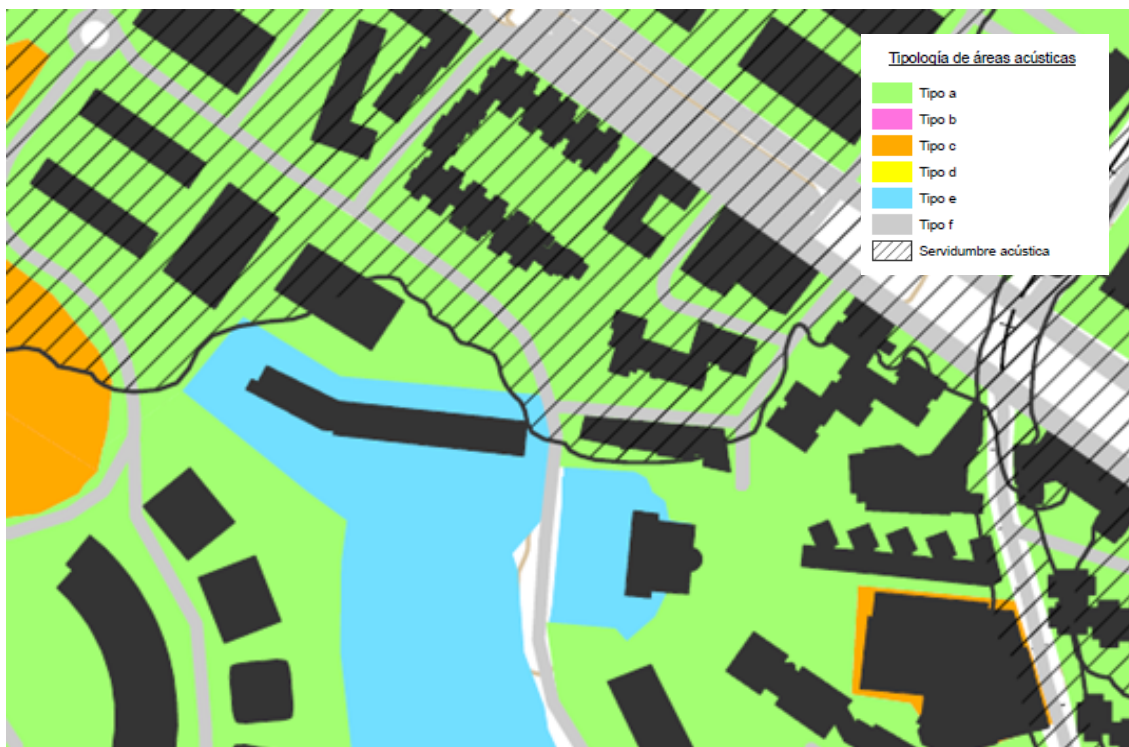 Tipología de áreas acústicas
Tipo a
Tipo b
Tipo c
Tipo d
Tipo e
Tipo f
Servidumbre acústica